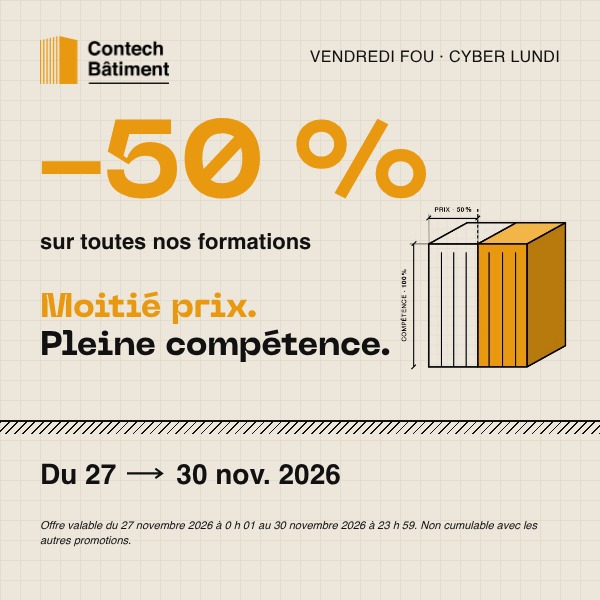 Contech
Bâtiment
VENDREDI FOU · CYBER LUNDI
–50 %
PRIX · 50 %
sur toutes nos formations
COMPÉTENCE · 100 %
Moitié prix.
Pleine compétence.
Du 27 → 30 nov. 2026
Offre valable du 27 novembre 2026 à 0 h 01 au 30 novembre 2026 à 23 h 59. Non cumulable avec les
autres promotions.